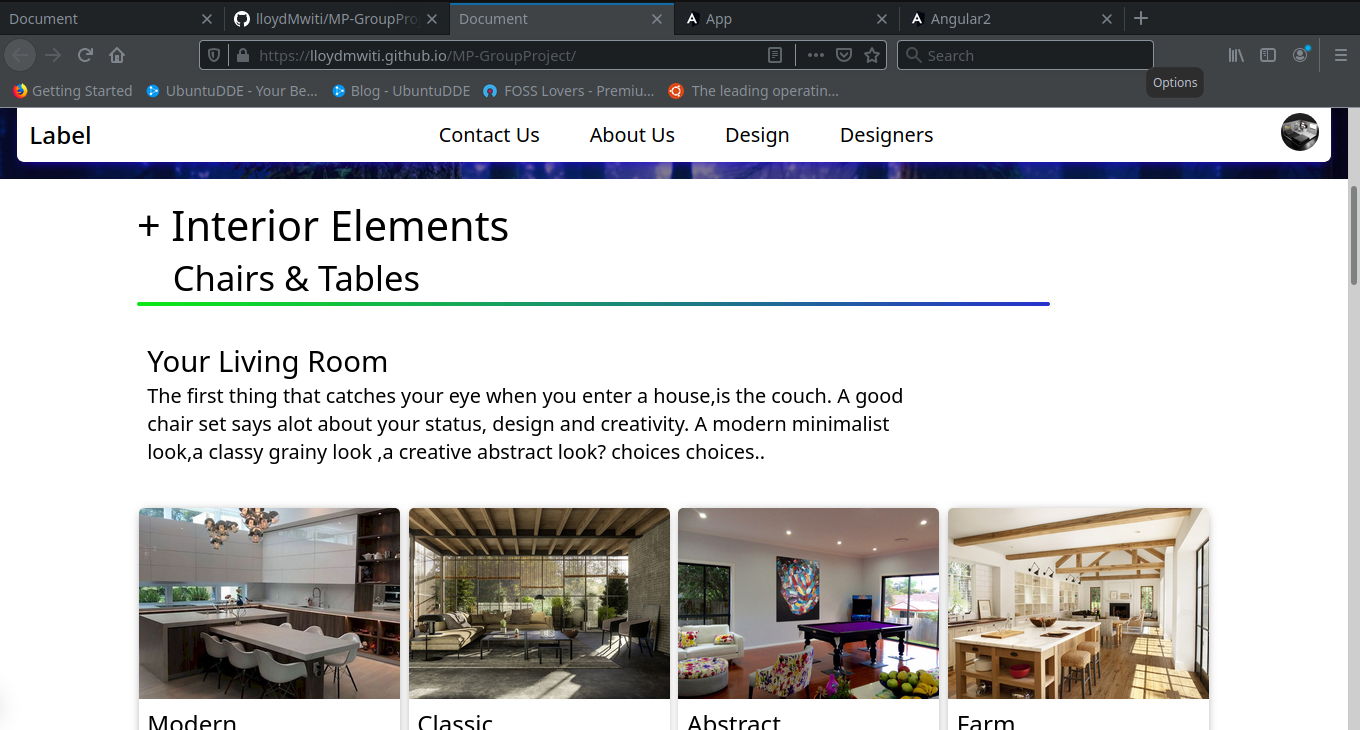 Document
lloydMwiti/MP-GroupPro
Document
App
Angular2
https://lloydmwiti.github.io/MP-GroupProject/
Search
Getting Started
UbuntuDDE - Your Be...
Blog - UbuntuDDE
FOSS Lovers - Premiu...
The leading operatin...
Options
Label
Contact Us
About Us
Design
Designers
+ Interior Elements
Chairs & Tables
Your Living Room
The first thing that catches your eye when you enter a house,is the couch. A good
chair set says alot about your status, design and creativity. A modern minimalist
look,a classy grainy look ,a creative abstract look? choices choices..
Modern
Classic
Abstract
Farm